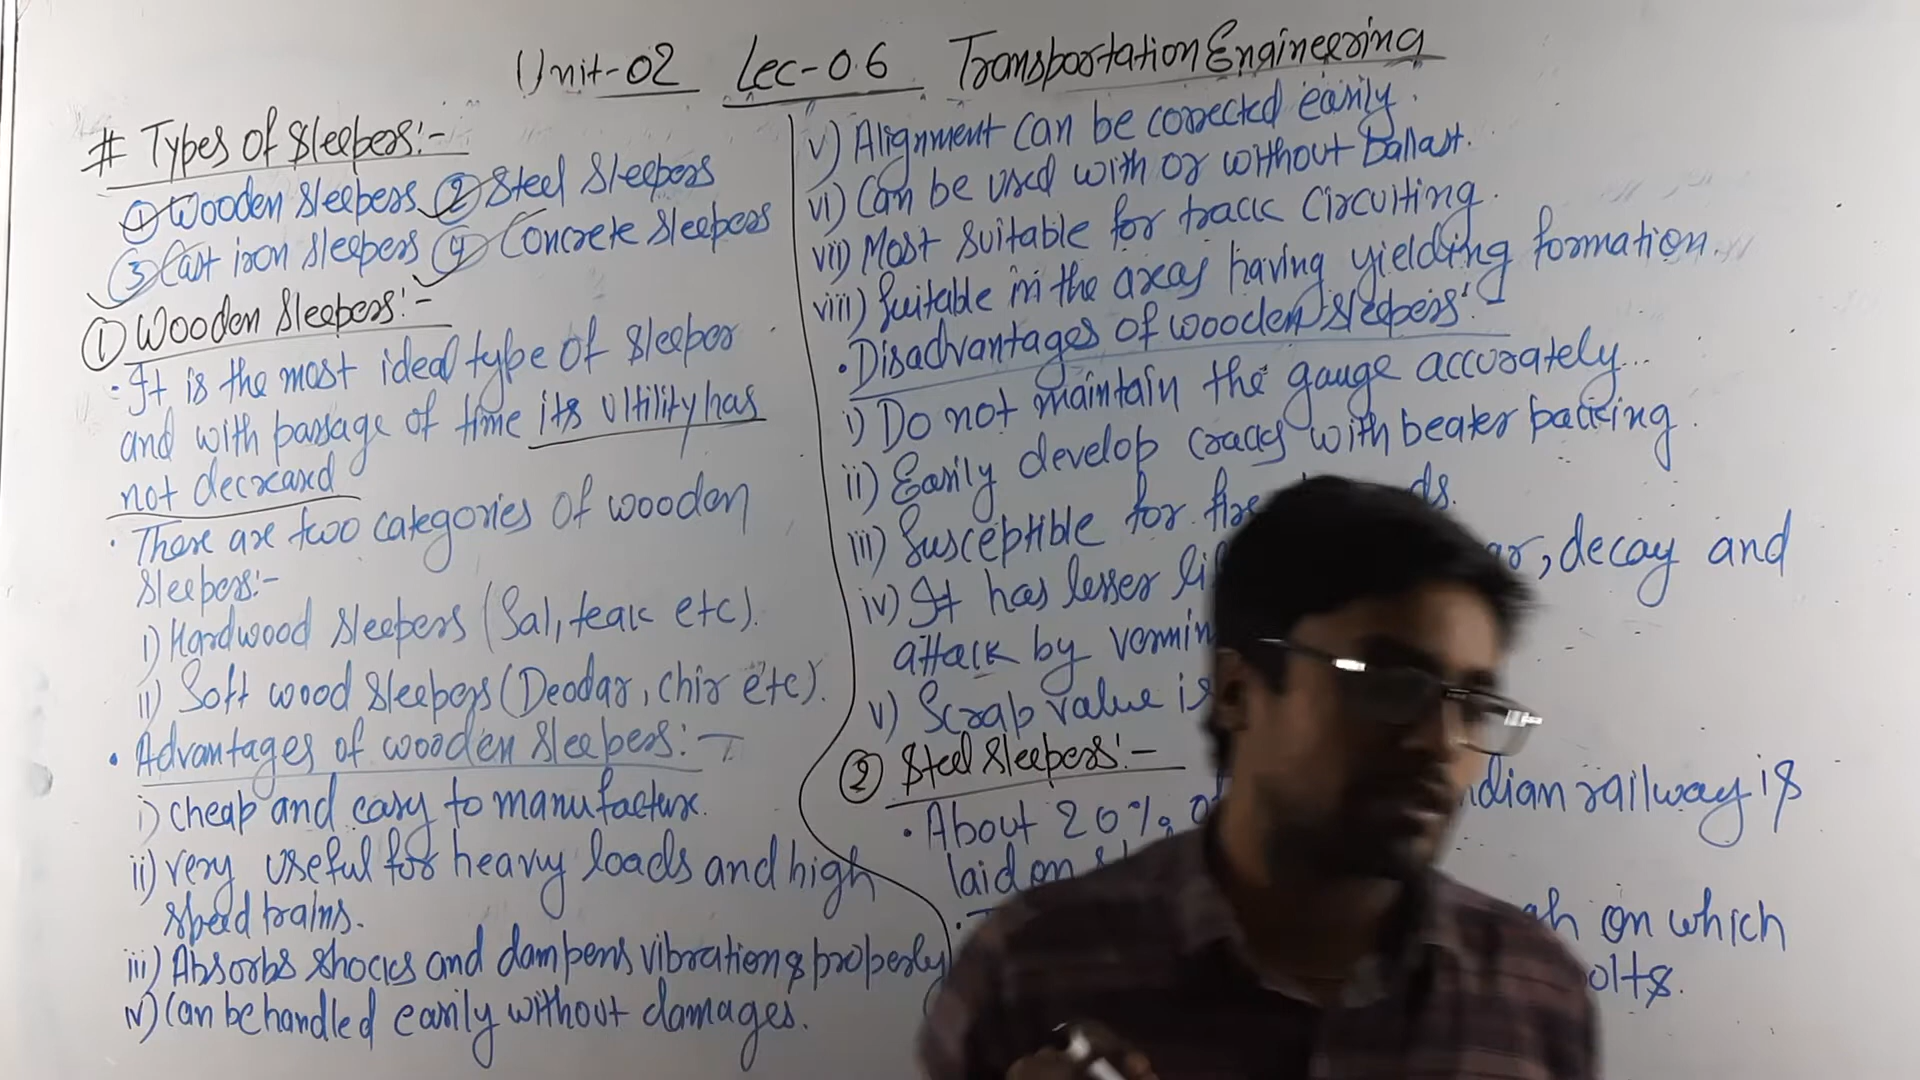 Unit-02 Lec-06 Transportation Engineering
# Types of Sleepers:-
① Wooden Sleepers ② Steel Sleepers
③ Cast iron Sleepers ④ Concrete Sleepers
① Wooden Sleepers:-
• It is the most ideal type of Sleeper
and with passage of time its Utility has
not decreased
• There are two categories of wooden
Sleepers:-
i) Hardwood Sleepers (Sal, teak etc).
ii) Soft wood Sleepers (Deodar, chir etc).
• Advantages of wooden Sleepers:-
i) cheap and easy to manufacture.
ii) very useful for heavy loads and high
speed trains.
iii) Absorbs shocks and dampens vibrations properly
iv) Can be handled easily without damages.
v) Alignment can be corrected easily.
vi) Can be used with or without Ballast.
vii) Most Suitable for track Circuiting.
viii) Suitable in the areas having yielding formation.
• Disadvantages of wooden Sleepers:-
i) Do not maintain the gauge accurately...
ii) Easily develop cracks with beater packing.
iii) Susceptible for fire
iv) It has lesser , decay and
attack by vermin
v) Scrap value is
② Steel Sleepers:-
• About 20% railway is
laid on
on which